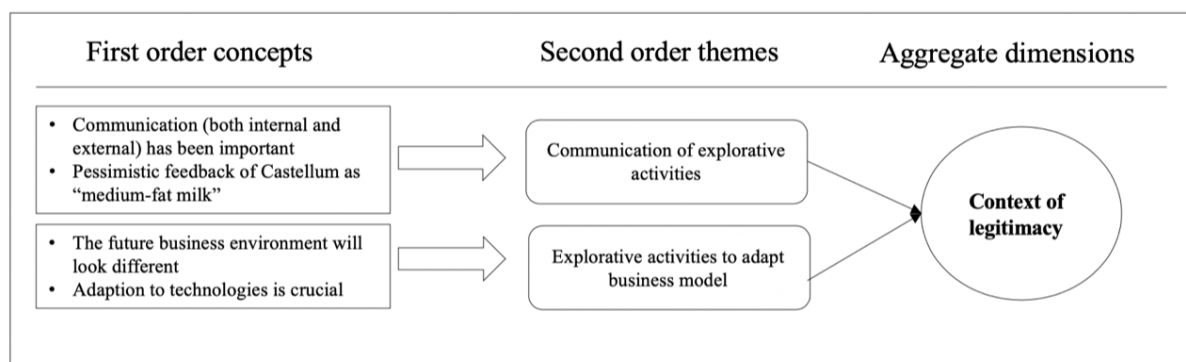 First order concepts
Second order themes
Aggregate dimensions
• Communication (both internal and
external) has been important
• Pessimistic feedback of Castellum as
“medium-fat milk”
Communication of explorative
activities
• The future business environment will
look different
• Adaption to technologies is crucial
Explorative activities to adapt
business model
Context of
legitimacy